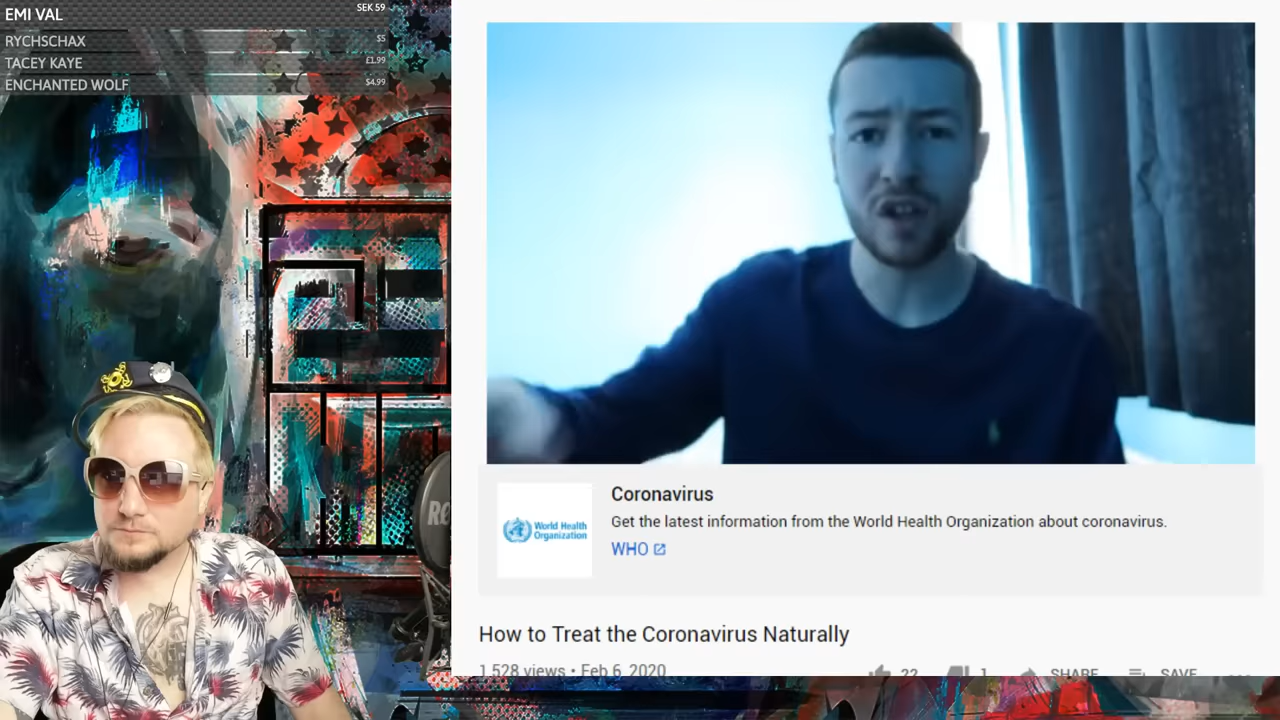 EMI VAL SEK 59
RYCHSCHAX $5
TACEY KAYE £1.99
ENCHANTED WOLF $4.99
World Health
Organization
Coronavirus
Get the latest information from the World Health Organization about coronavirus.
WHO
How to Treat the Coronavirus Naturally
1,528 views • Feb 6, 2020 22 1 SHARE SAVE